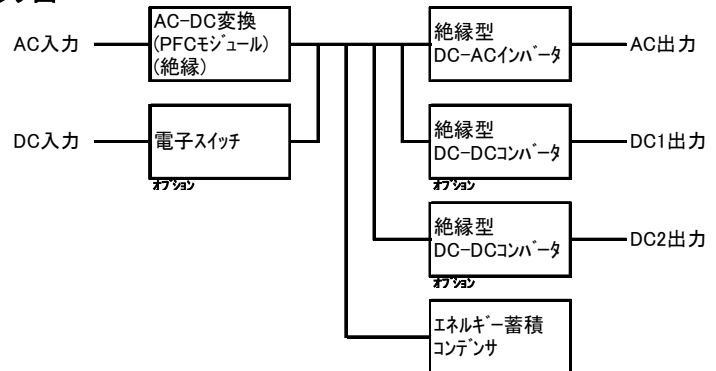 AC入力
AC-DC変換
(PFCﾓｼﾞｭｰﾙ)
(絶縁)
絶縁型
DC-ACｲﾝﾊﾞｰﾀ
AC出力
DC入力
電子ｽｲｯﾁ
ｵﾌﾟｼｮﾝ
絶縁型
DC-DCｺﾝﾊﾞｰﾀ
ｵﾌﾟｼｮﾝ
DC1出力
絶縁型
DC-DCｺﾝﾊﾞｰﾀ
ｵﾌﾟｼｮﾝ
DC2出力
ｴﾈﾙｷﾞｰ蓄積
ｺﾝﾃﾞﾝｻ